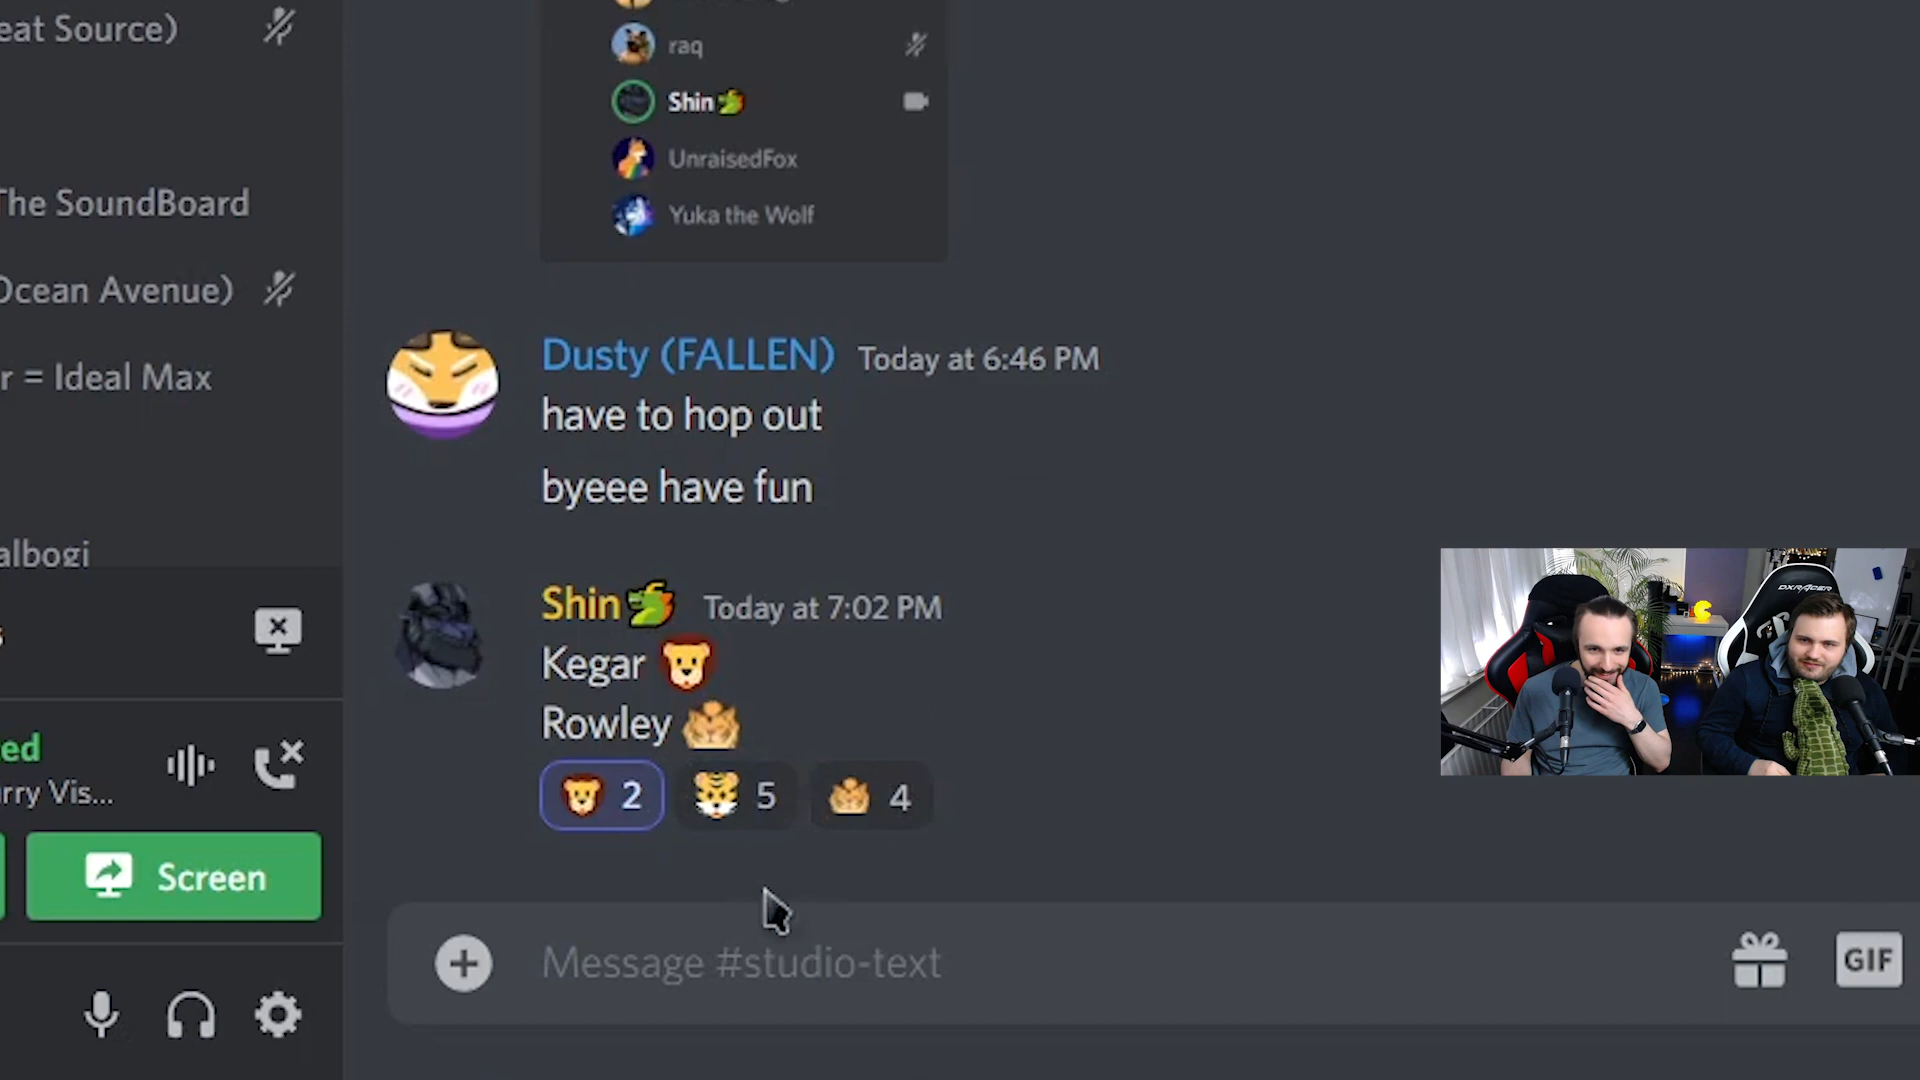 eat Source)
The SoundBoard
Ocean Avenue)
r = Ideal Max
albogi
s
ed
rry Vis...
Screen
raq
Shin
UnraisedFox
Yuka the Wolf
Dusty (FALLEN) Today at 6:46 PM
have to hop out
byeee have fun
Shin Today at 7:02 PM
Kegar
Rowley
2 5 4
Message #studio-text
GIF
DXRACER